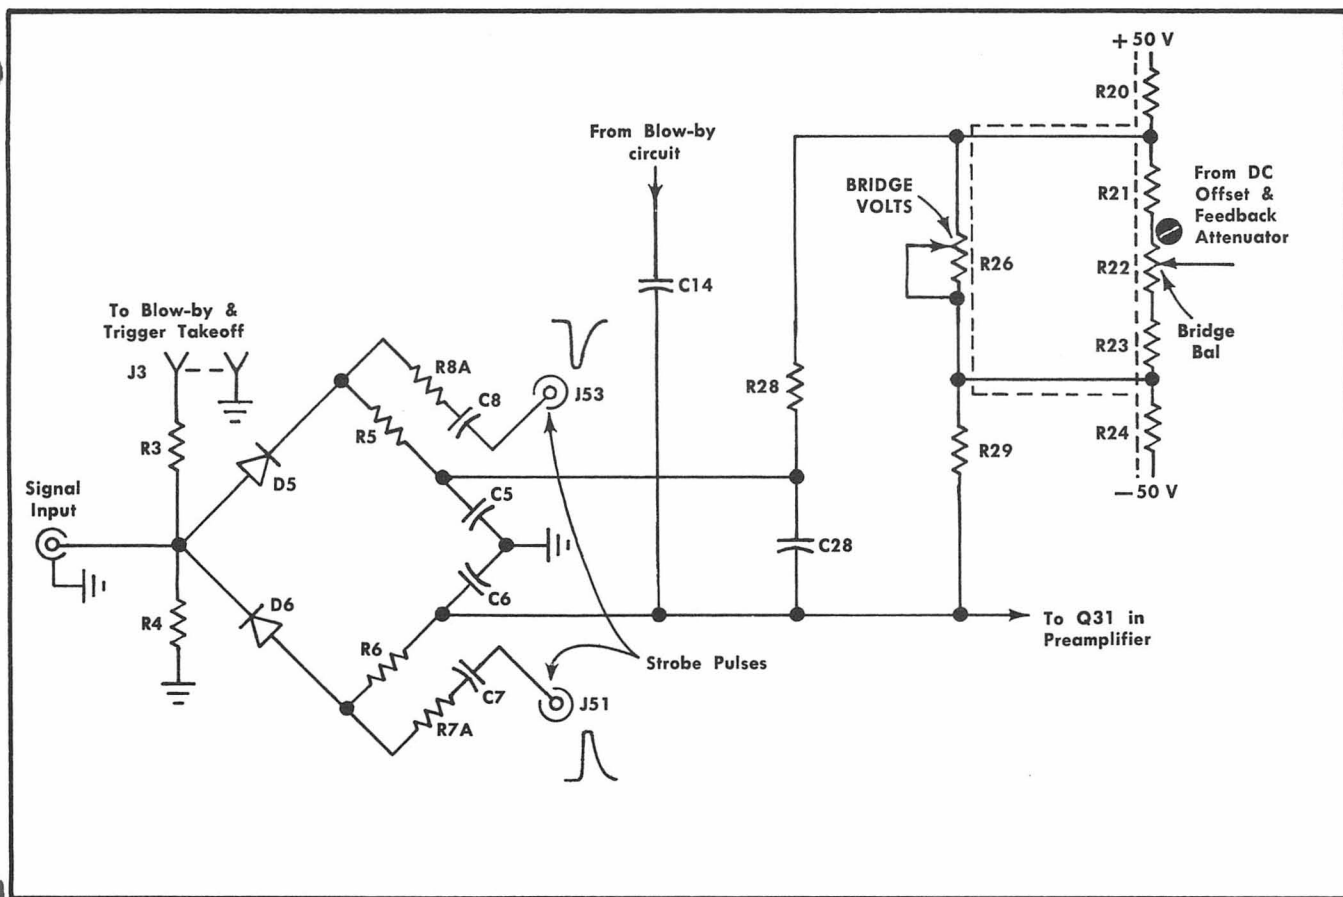 + 50 V
R20
From Blow-by
circuit
BRIDGE
VOLTS
R21
From DC
Offset &
Feedback
Attenuator
R26
R22
C14
To Blow-by &
Trigger Takeoff
J3
R8A
C8
J53
R23
Bridge
Bal
R28
R3
R5
D5
R29
R24
Signal
Input
C5
—50 V
C28
D6
C6
R4
R6
To Q31 in
Preamplifier
Strobe Pulses
C7
R7A
J51